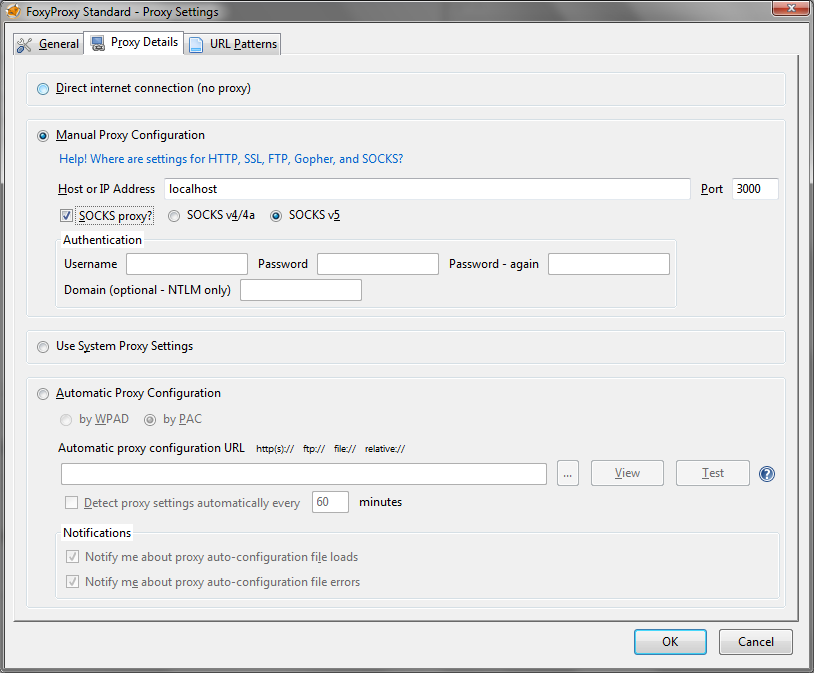 FoxyProxy Standard - Proxy Settings
General Proxy Details URL Patterns
Direct internet connection (no proxy)
Manual Proxy Configuration
Help! Where are settings for HTTP, SSL, FTP, Gopher, and SOCKS?
Host or IP Address localhost Port 3000
SOCKS proxy? SOCKS v4/4a SOCKS v5
Authentication
Username Password Password - again
Domain (optional - NTLM only)
Use System Proxy Settings
Automatic Proxy Configuration
by WPAD by PAC
Automatic proxy configuration URL http(s):// ftp:// file:// relative://
... View Test ?
Detect proxy settings automatically every 60 minutes
Notifications
Notify me about proxy auto-configuration file loads
Notify me about proxy auto-configuration file errors
OK Cancel